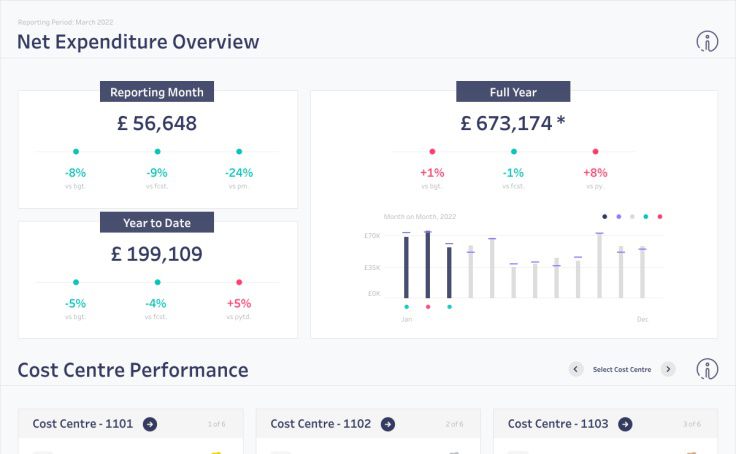 Reporting Period: March 2022
Net Expenditure Overview
Reporting Month
£ 56,648
-8% -9% -24%
vs bgt. vs fcst. vs pm.
Year to Date
£ 199,109
-5% -4% +5%
vs bgt. vs fcst. vs pytd.
Full Year
£ 673,174 *
+1% -1% +8%
vs bgt. vs fcst. vs py.
Month on Month, 2022
£70K
£35K
£0K
Jan Dec
Cost Centre Performance
Select Cost Centre
Cost Centre - 1101 1 of 6
Cost Centre - 1102 2 of 6
Cost Centre - 1103 3 of 6